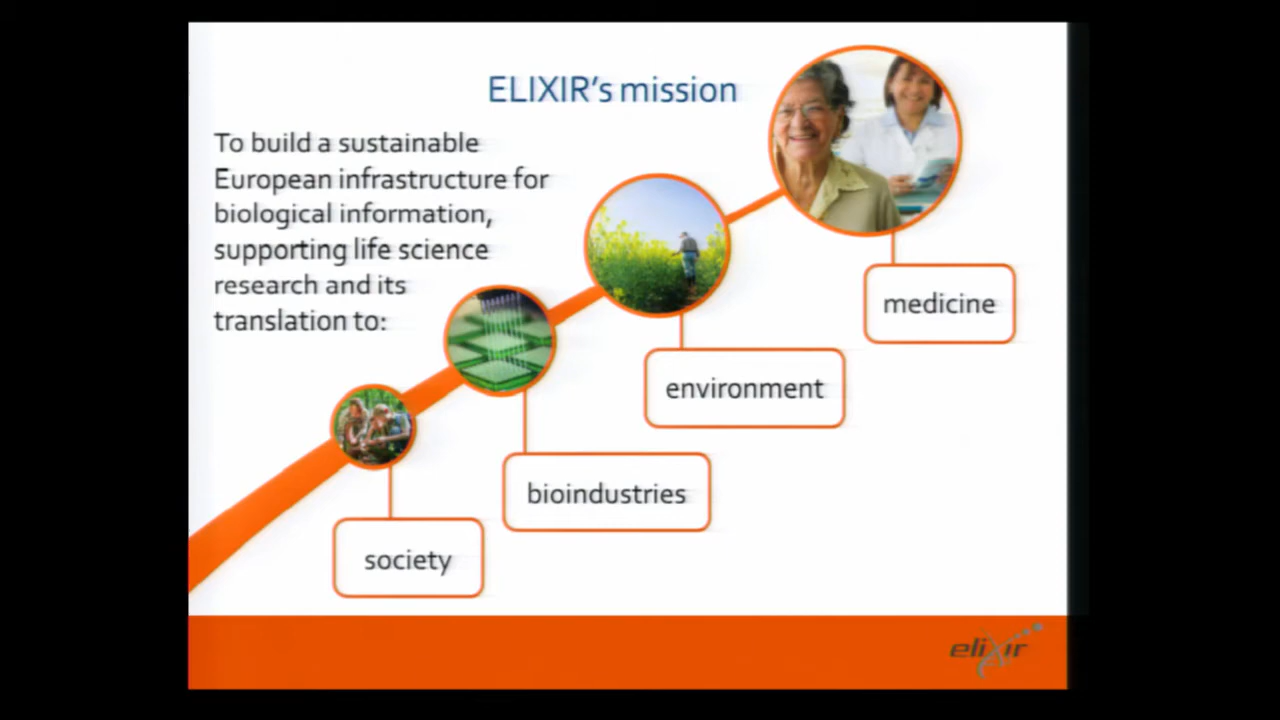 ELIXIR's mission
To build a sustainable
European infrastructure for
biological information,
supporting life science
research and its
translation to:
medicine
environment
bioindustries
society
elixir